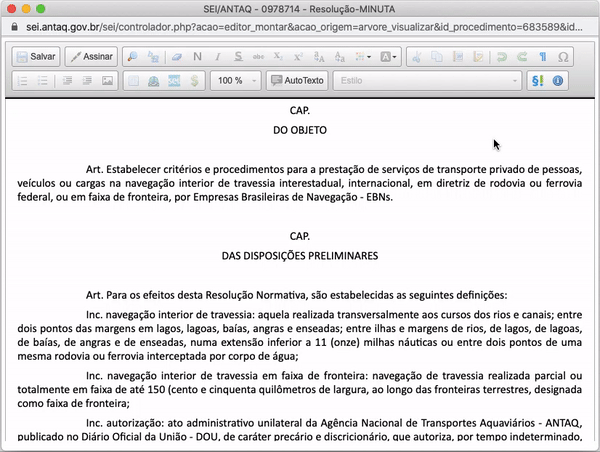 SEI/ANTAQ - 0978714 - Resolução-MINUTA
sei.antaq.gov.br/sei/controlador.php?acao=editor_montar&acao_origem=arvore_visualizar&id_procedimento=683589&id...
Salvar Assinar N I S abc X₂ X² A
100 % AutoTexto Estilo §!
CAP.
DO OBJETO
Art. Estabelecer critérios e procedimentos para a prestação de serviços de transporte privado de pessoas,
veículos ou cargas na navegação interior de travessia interestadual, internacional, em diretriz de rodovia ou ferrovia
federal, ou em faixa de fronteira, por Empresas Brasileiras de Navegação - EBNs.
CAP.
DAS DISPOSIÇÕES PRELIMINARES
Art. Para os efeitos desta Resolução Normativa, são estabelecidas as seguintes definições:
Inc. navegação interior de travessia: aquela realizada transversalmente aos cursos dos rios e canais; entre
dois pontos das margens em lagos, lagoas, baías, angras e enseadas; entre ilhas e margens de rios, de lagos, de lagoas,
de baías, de angras e de enseadas, numa extensão inferior a 11 (onze) milhas náuticas ou entre dois pontos de uma
mesma rodovia ou ferrovia interceptada por corpo de água;
Inc. navegação interior de travessia em faixa de fronteira: navegação de travessia realizada parcial ou
totalmente em faixa de até 150 (cento e cinquenta quilômetros de largura, ao longo das fronteiras terrestres, designada
como faixa de fronteira;
Inc. autorização: ato administrativo unilateral da Agência Nacional de Transportes Aquaviários - ANTAQ,
publicado no Diário Oficial da União - DOU, de caráter precário e discricionário, que autoriza, por tempo indeterminado,